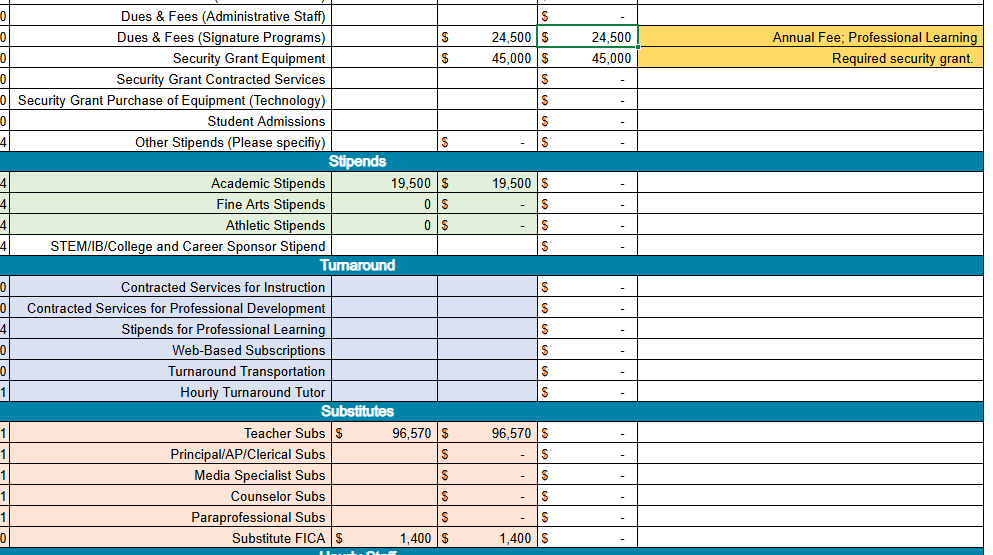 0 Dues & Fees (Administrative Staff) $ -
0 Dues & Fees (Signature Programs) $ 24,500 $ 24,500 Annual Fee; Professional Learning
0 Security Grant Equipment $ 45,000 $ 45,000 Required security grant.
0 Security Grant Contracted Services $ -
0 Security Grant Purchase of Equipment (Technology) $ -
0 Student Admissions $ -
4 Other Stipends (Please specifiy) $ - $ -
Stipends
4 Academic Stipends 19,500 $ 19,500 $ -
4 Fine Arts Stipends 0 $ - $ -
4 Athletic Stipends 0 $ - $ -
4 STEM/IB/College and Career Sponsor Stipend $ -
Turnaround
0 Contracted Services for Instruction $ -
0 Contracted Services for Professional Development $ -
4 Stipends for Professional Learning $ -
0 Web-Based Subscriptions $ -
0 Turnaround Transportation $ -
1 Hourly Turnaround Tutor $ -
Substitutes
1 Teacher Subs $ 96,570 $ 96,570 $ -
1 Principal/AP/Clerical Subs $ - $ -
1 Media Specialist Subs $ - $ -
1 Counselor Subs $ - $ -
1 Paraprofessional Subs $ - $ -
0 Substitute FICA $ 1,400 $ 1,400 $ -
Hourly Staff